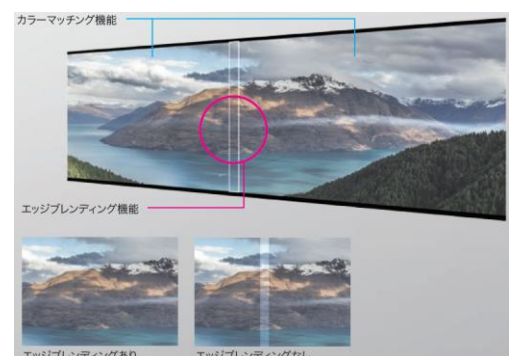 カラーマッチング機能
エッジブレンディング機能
エッジブレンディングあり
エッジブレンディングなし